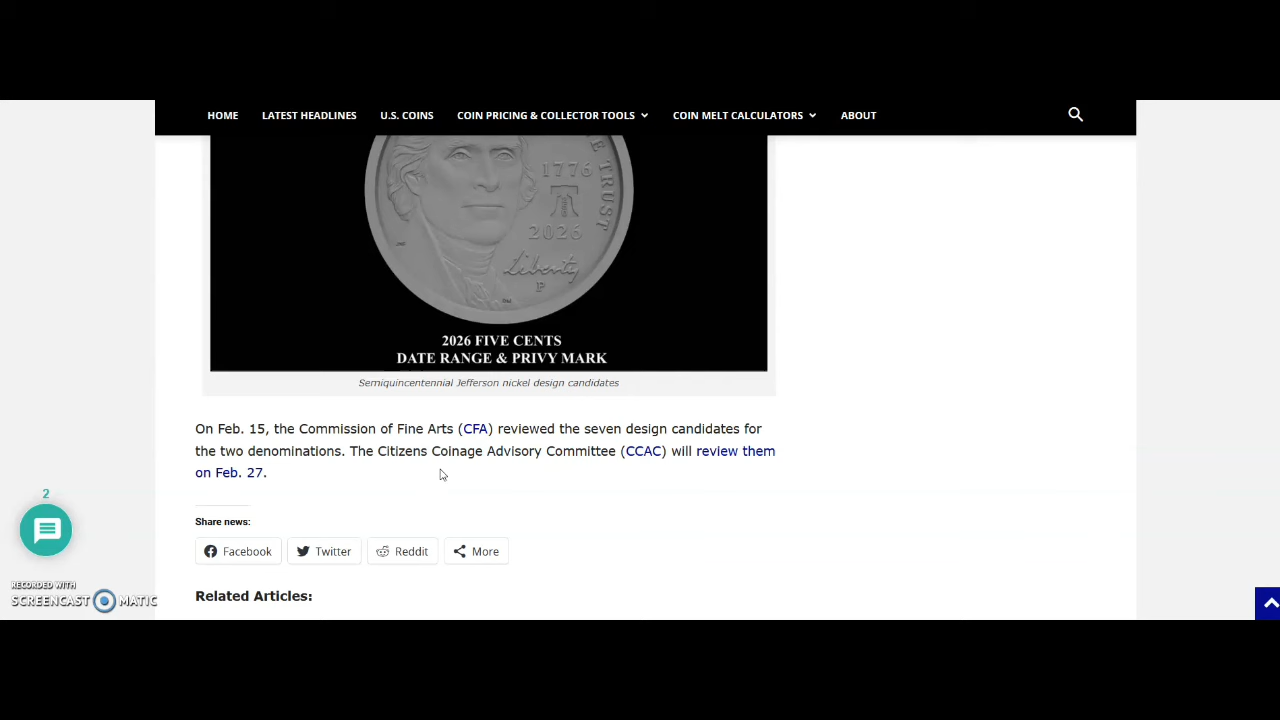 HOME LATEST HEADLINES U.S. COINS COIN PRICING & COLLECTOR TOOLS COIN MELT CALCULATORS ABOUT
E TRUST
1776
2026
Liberty
P
2026 FIVE CENTS
DATE RANGE & PRIVY MARK
Semiquincentennial Jefferson nickel design candidates
On Feb. 15, the Commission of Fine Arts (CFA) reviewed the seven design candidates for
the two denominations. The Citizens Coinage Advisory Committee (CCAC) will review them
on Feb. 27.
2
Share news:
Facebook Twitter Reddit More
RECORDED WITH
SCREENCAST MATIC
Related Articles: